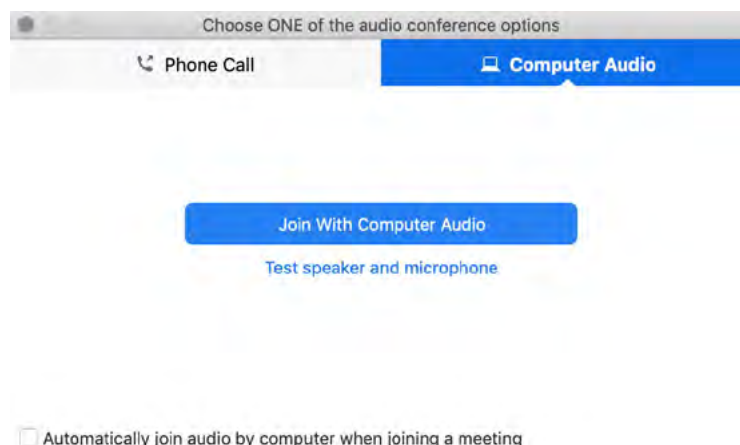 Choose ONE of the audio conference options
Phone Call
Computer Audio
Join With Computer Audio
Test speaker and microphone
Automatically join audio by computer when joining a meeting